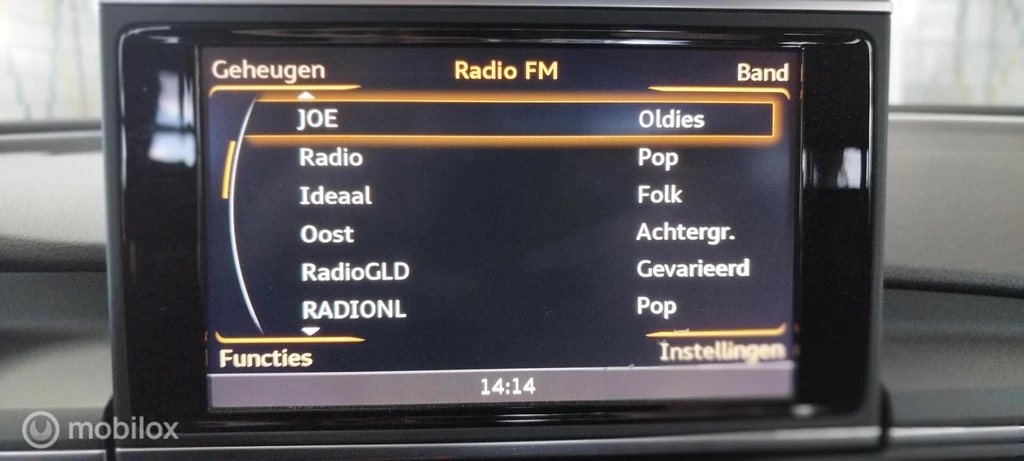 Geheugen Radio FM Band
JOE Oldies
Radio Pop
Ideaal Folk
Oost Achtergr.
RadioGLD Gevarieerd
RADIONL Pop
Functies Instellingen
14:14
mobilox